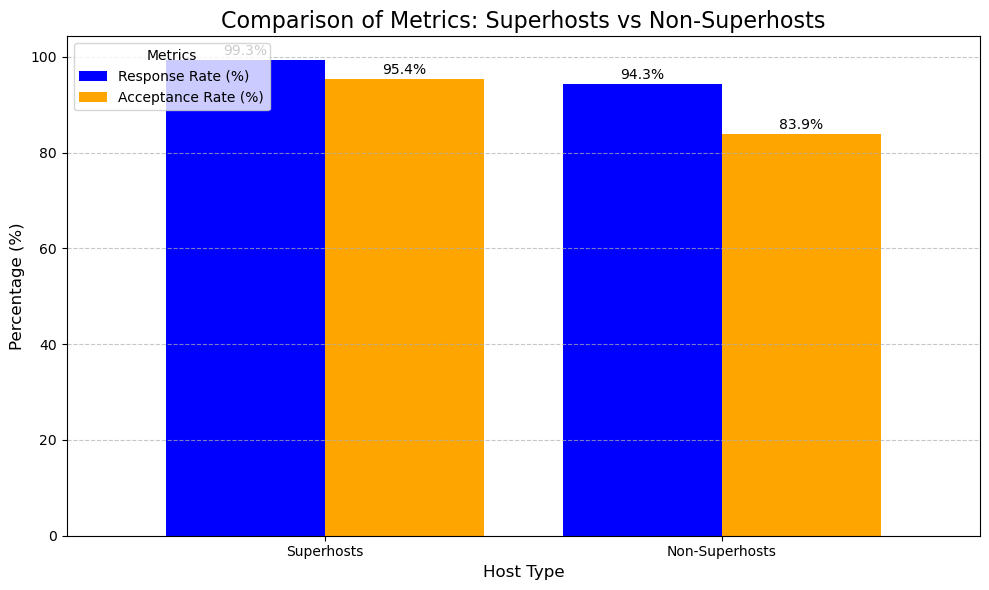 Comparison of Metrics: Superhosts vs Non-Superhosts
Metrics
Response Rate (%)
Acceptance Rate (%)
99.3%
95.4%
94.3%
83.9%
Percentage (%)
100
80
60
40
20
0
Superhosts
Non-Superhosts
Host Type